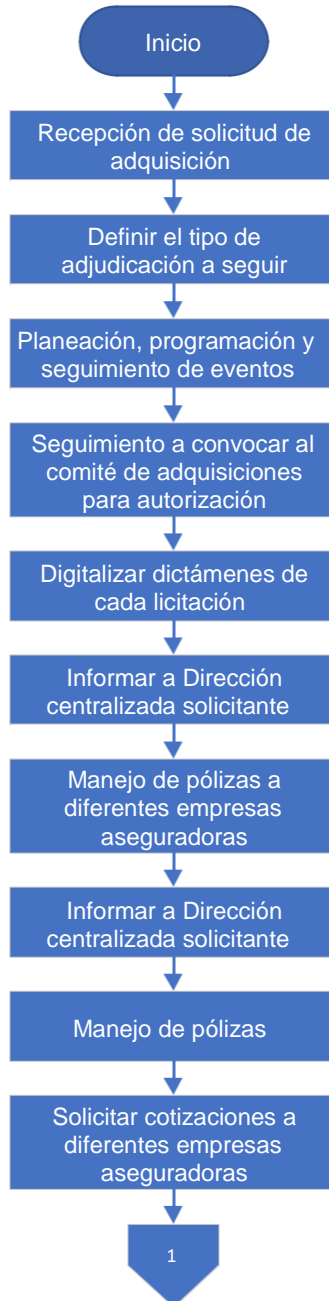 Inicio
Recepción de solicitud de
adquisición
Definir el tipo de
adjudicación a seguir
Planeación, programación y
seguimiento de eventos
Seguimiento a convocar al
comité de adquisiciones
para autorización
Digitalizar dictámenes de
cada licitación
Informar a Dirección
centralizada solicitante
Manejo de pólizas a
diferentes empresas
aseguradoras
Informar a Dirección
centralizada solicitante
Manejo de pólizas
Solicitar cotizaciones a
diferentes empresas
aseguradoras
1